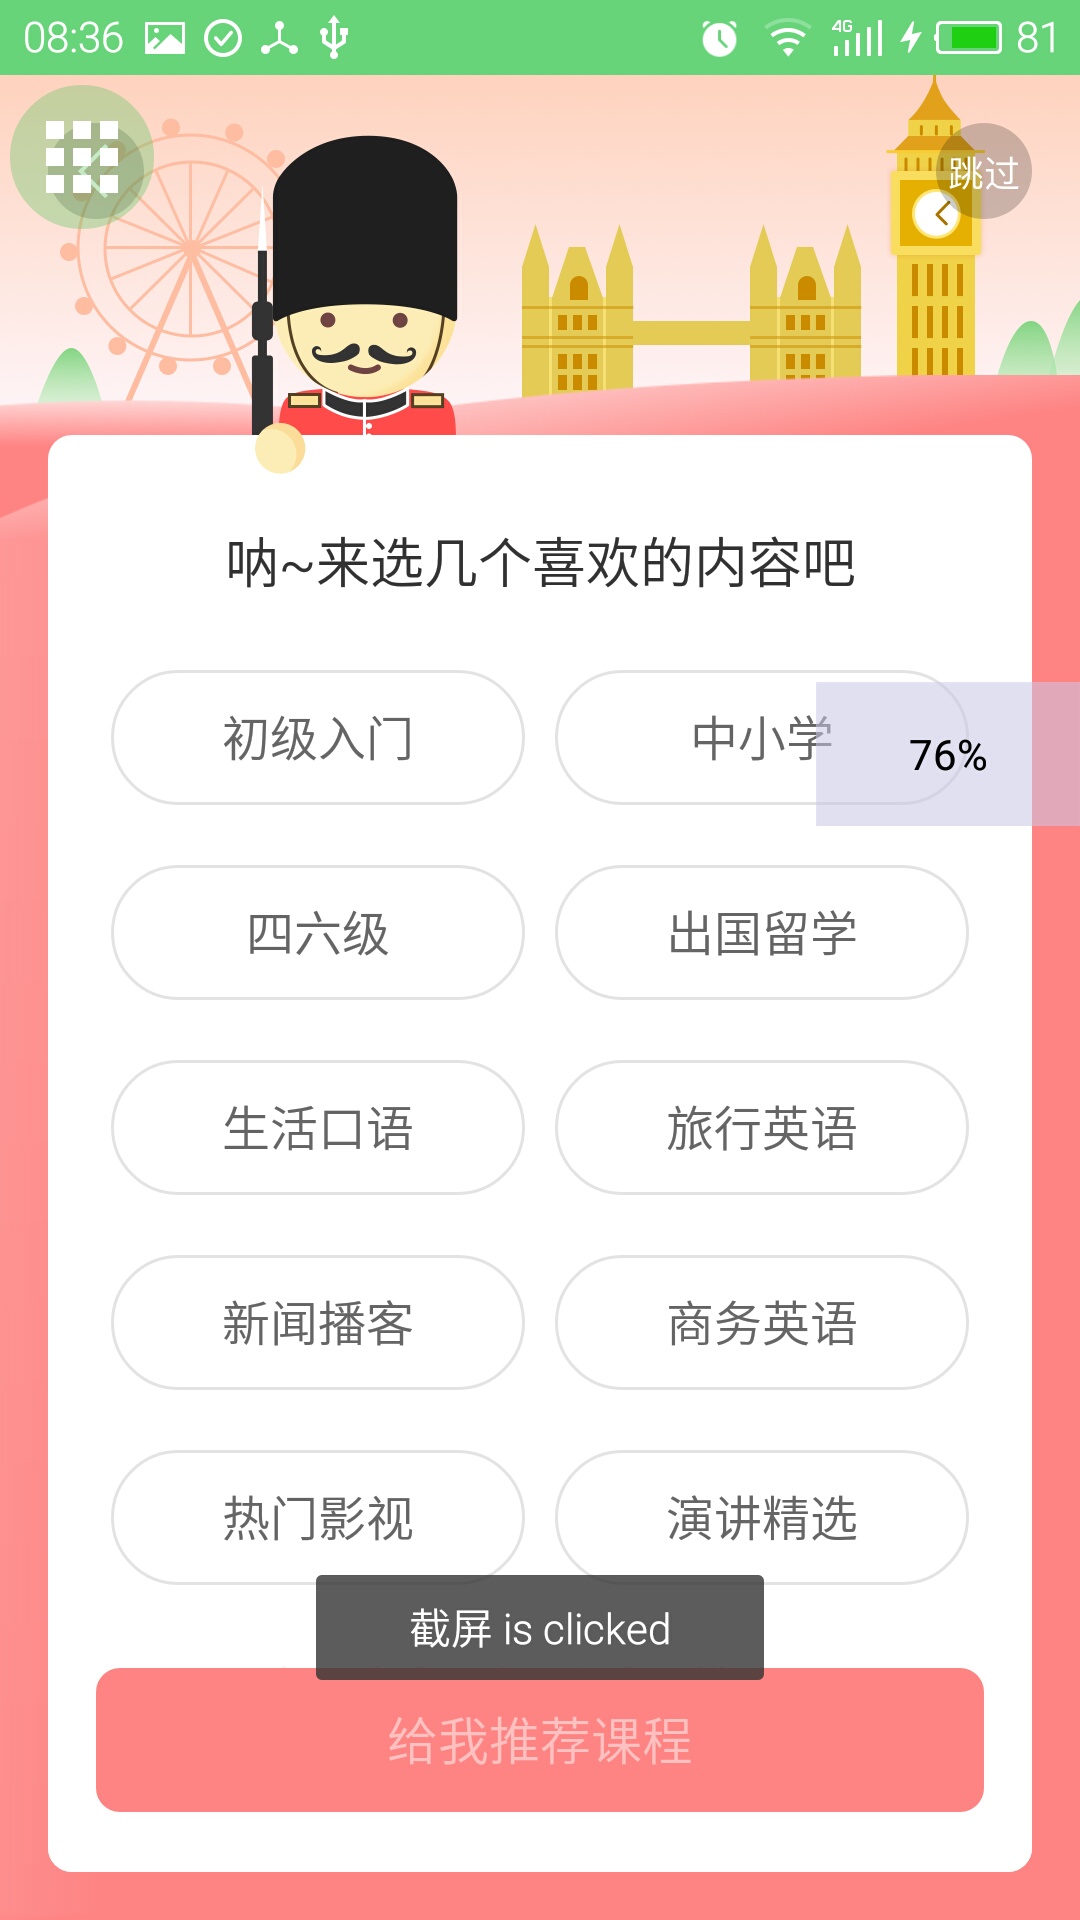 08:36
4G
81
跳过
呐~来选几个喜欢的内容吧
初级入门
中小学
76%
四六级
出国留学
生活口语
旅行英语
新闻播客
商务英语
热门影视
演讲精选
截屏 is clicked
给我推荐课程